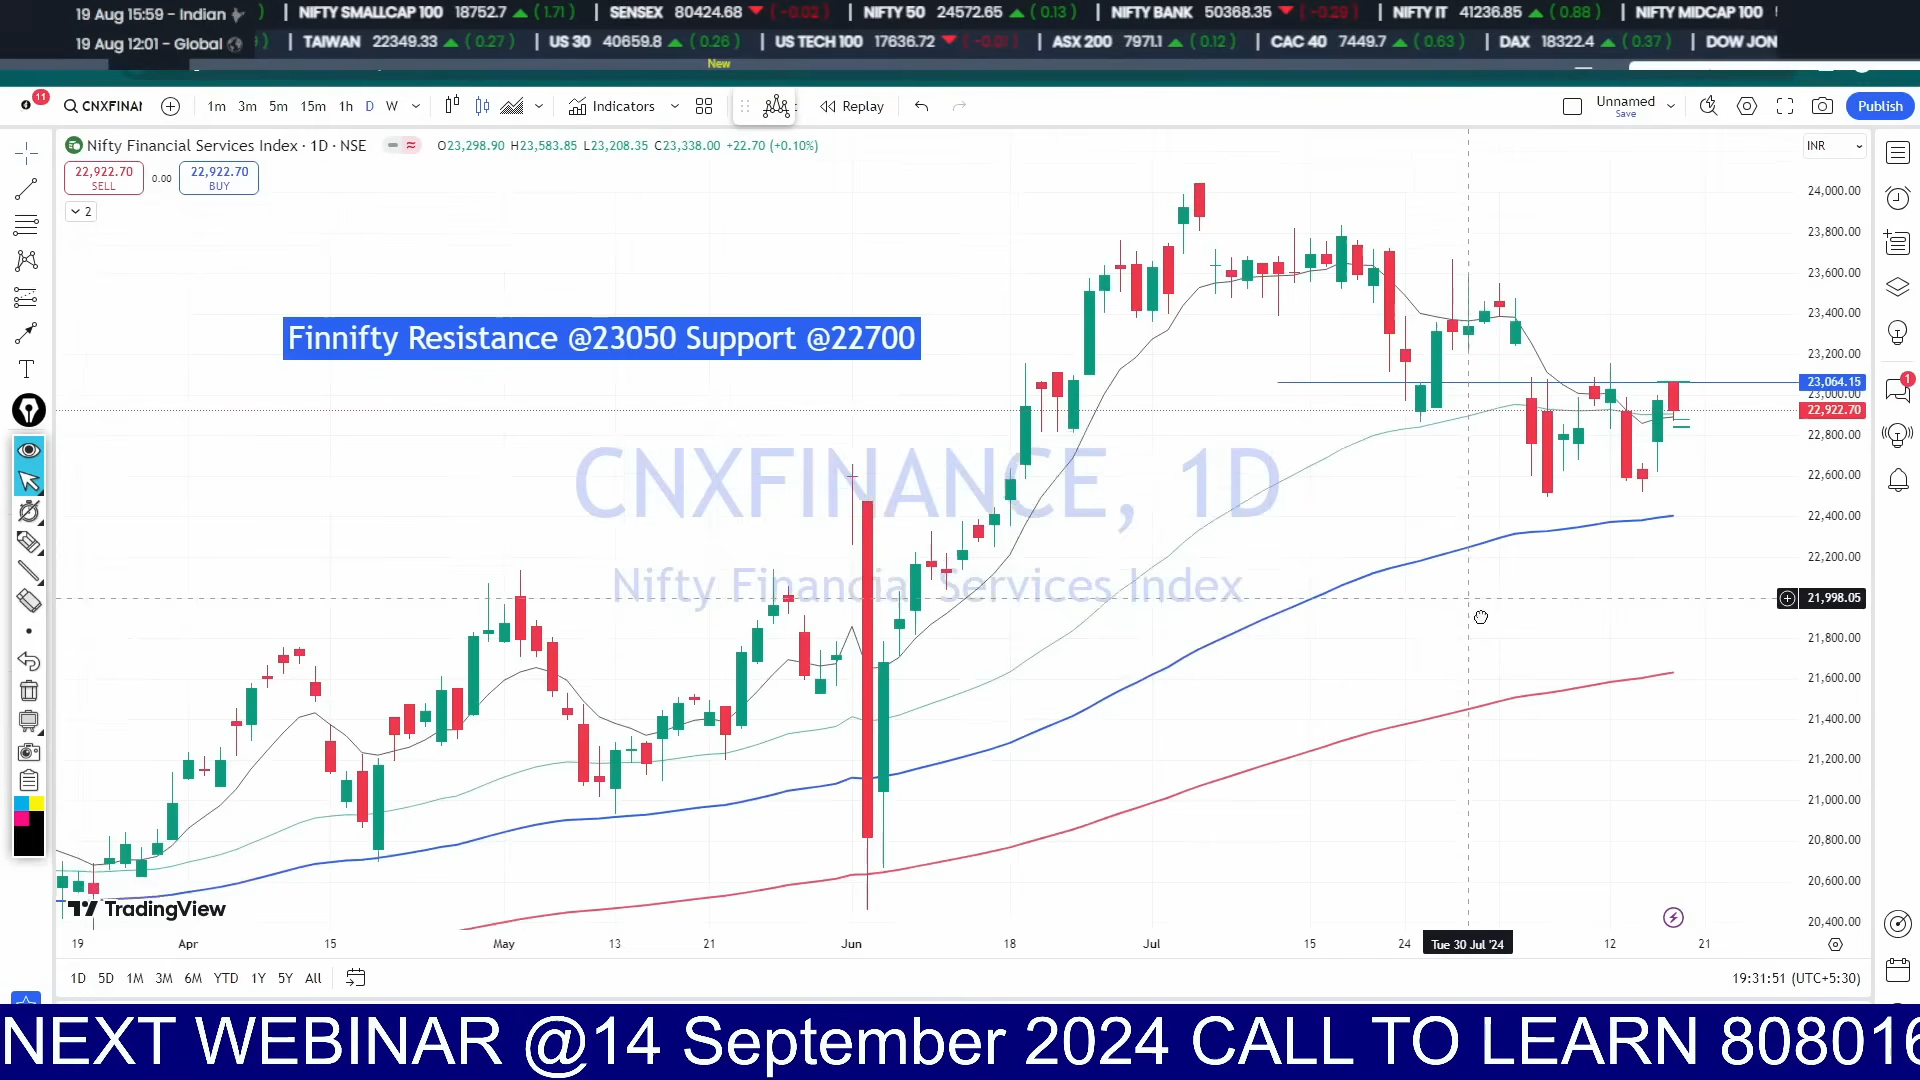 19 Aug 15:59 - Indian ) | NIFTY SMALLCAP 100 18752.7 ▲ ( 1.71 ) | SENSEX 80424.68 ▼ ( -0.02 ) | NIFTY 50 24572.65 ▲ ( 0.13 ) | NIFTY BANK 50368.35 ▼ ( -0.29 ) | NIFTY IT 41236.85 ▲ ( 0.88 ) | NIFTY MIDCAP 100
19 Aug 12:01 - Global ) | TAIWAN 22349.33 ▲ ( 0.27 ) | US 30 40659.8 ▲ ( 0.26 ) | US TECH 100 17636.72 ▼ ( -0.01 ) | ASX 200 7971.1 ▲ ( 0.12 ) | CAC 40 7449.7 ▲ ( 0.63 ) | DAX 18322.4 ▲ ( 0.37 ) | DOW JON
New
11 CNXFINAN 1m 3m 5m 15m 1h D W Indicators Replay Unnamed Save Publish
Nifty Financial Services Index · 1D · NSE O23,298.90 H23,583.85 L23,208.35 C23,338.00 +22.70 (+0.10%) INR
22,922.70 SELL 0.00 22,922.70 BUY
2
Finnifty Resistance @23050 Support @22700
CNXFINANCE, 1D
Nifty Financial Services Index
24,000.00
23,800.00
23,600.00
23,400.00
23,200.00
23,064.15
23,000.00
22,922.70
22,800.00
22,600.00
22,400.00
22,200.00
21,998.05
21,800.00
21,600.00
21,400.00
21,200.00
21,000.00
20,800.00
20,600.00
20,400.00
1
TradingView
19 Apr 15 May 13 21 Jun 18 Jul 15 24 Tue 30 Jul '24 12 21
1D 5D 1M 3M 6M YTD 1Y 5Y All 19:31:51 (UTC+5:30)
NEXT WEBINAR @14 September 2024 CALL TO LEARN 808016